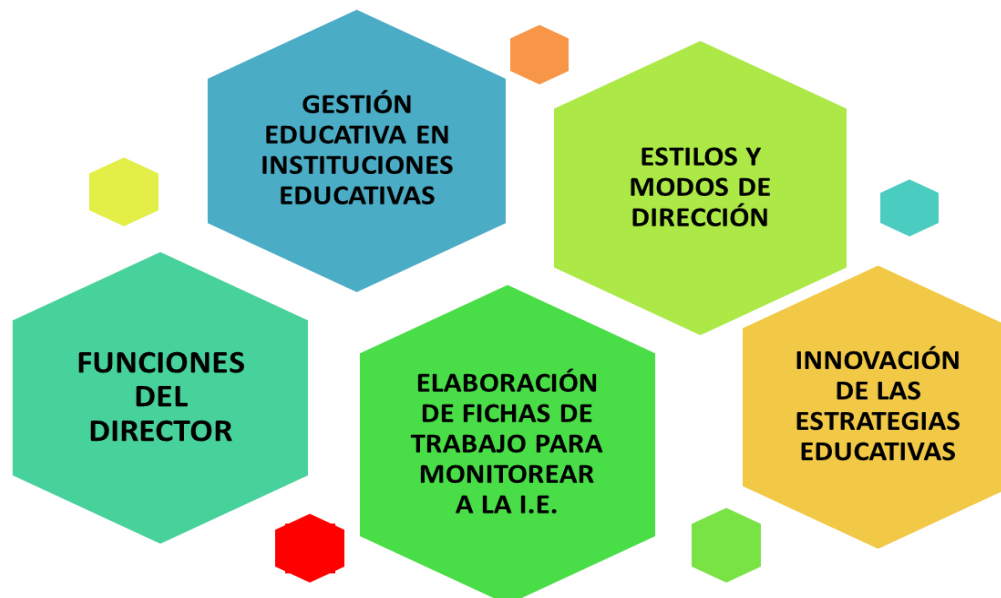 GESTIÓN
EDUCATIVA EN
INSTITUCIONES
EDUCATIVAS
ESTILOS Y
MODOS DE
DIRECCIÓN
FUNCIONES
DEL
DIRECTOR
ELABORACIÓN
DE FICHAS DE
TRABAJO PARA
MONITOREAR
A LA I.E.
INNOVACIÓN
DE LAS
ESTRATEGIAS
EDUCATIVAS